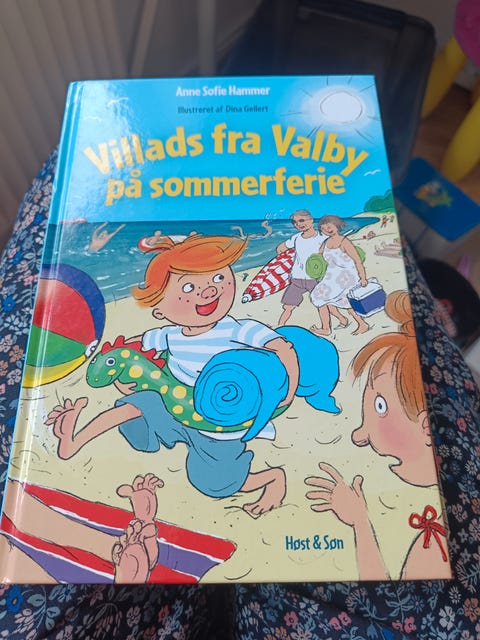 Anne Sofie Hammer
Illustreret af Dina Gellert
Villads fra Valby
på sommerferie
Høst & Søn